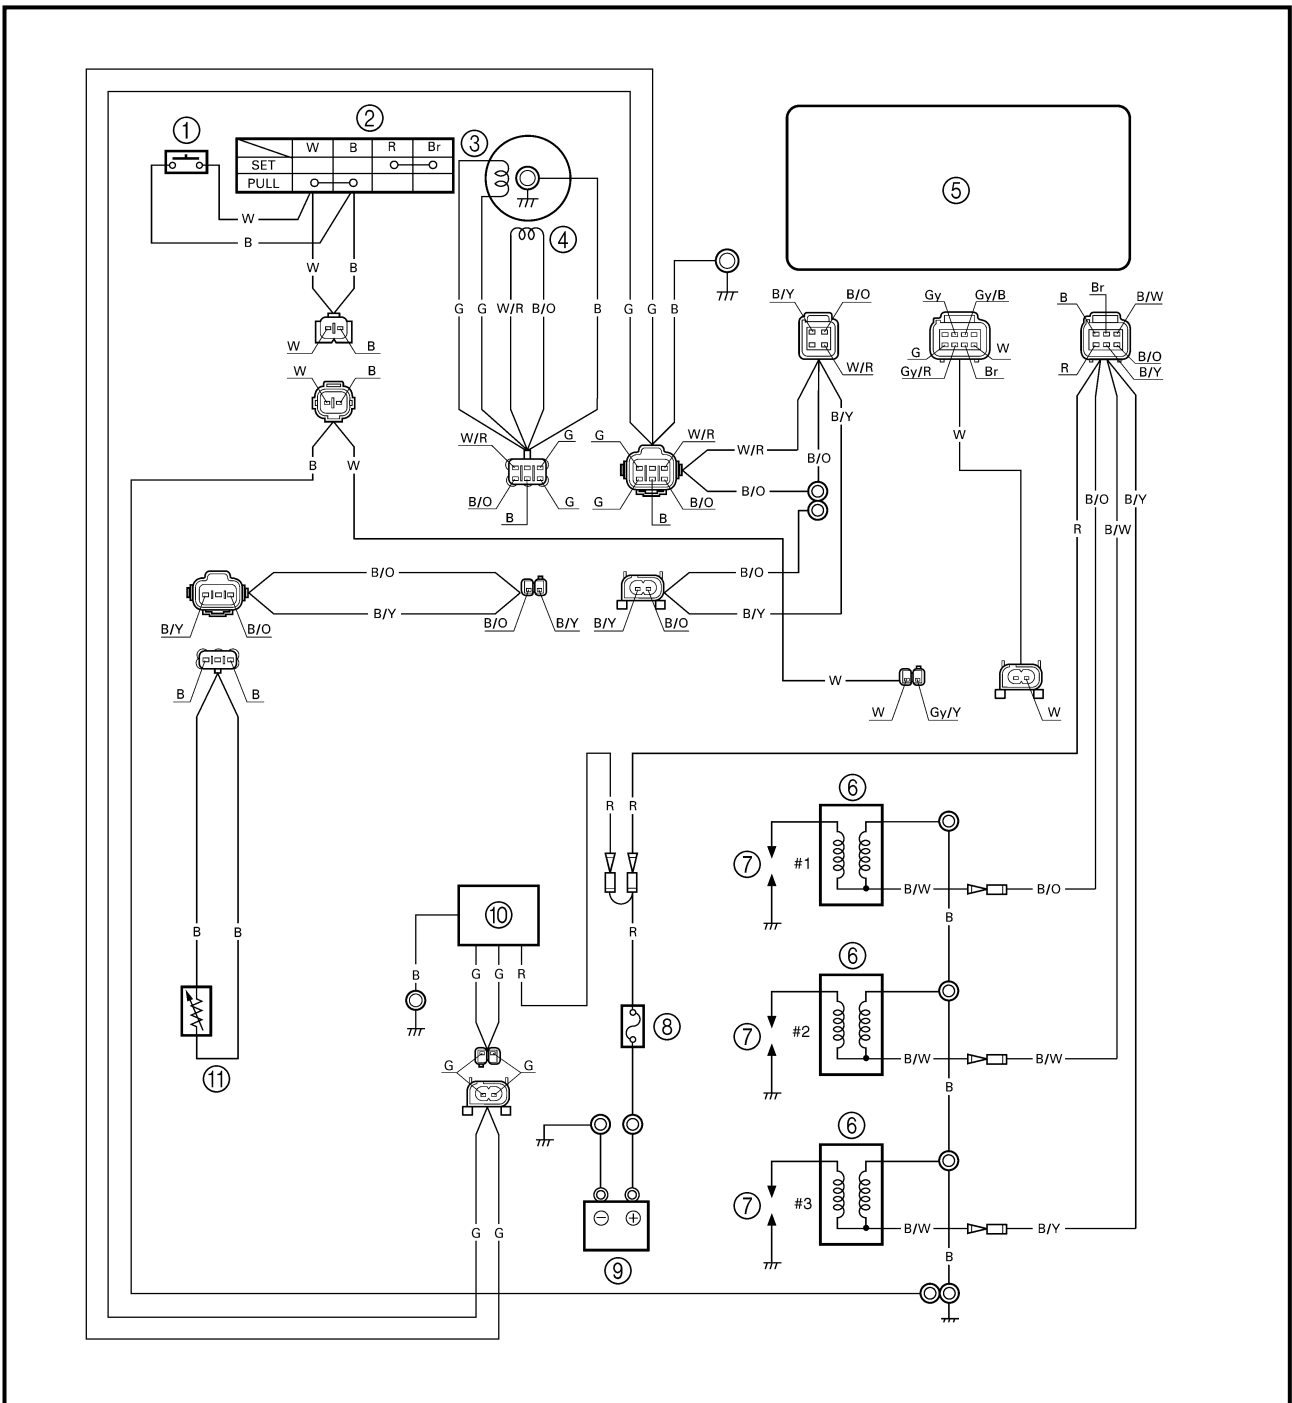 1
2
3
W B R Br
SET
PULL
4
5
W
B
W B
G G W/R B/O B G G B
B/Y B/O
W/R
Gy Gy/B
G W
Gy/R Br
B Br B/W
R B/O
B/Y
W B
W B
B W
W/R G
B/O G
B
G W/R
G B/O
B
W/R
B/O
B/O
B/Y
W
R B/O B/W B/Y
B/O
B/Y
B/Y B/O
B/O B/Y
B/Y B/O
B/O
B/Y
B B
W
W Gy/Y
W
R R
6
7 #1
B/W B/O
B
10
B
G G R
R
B B
6
7 #2
B/W B/W
B
8
11
G G
6
7 #3
B/W B/Y
B
G G
9